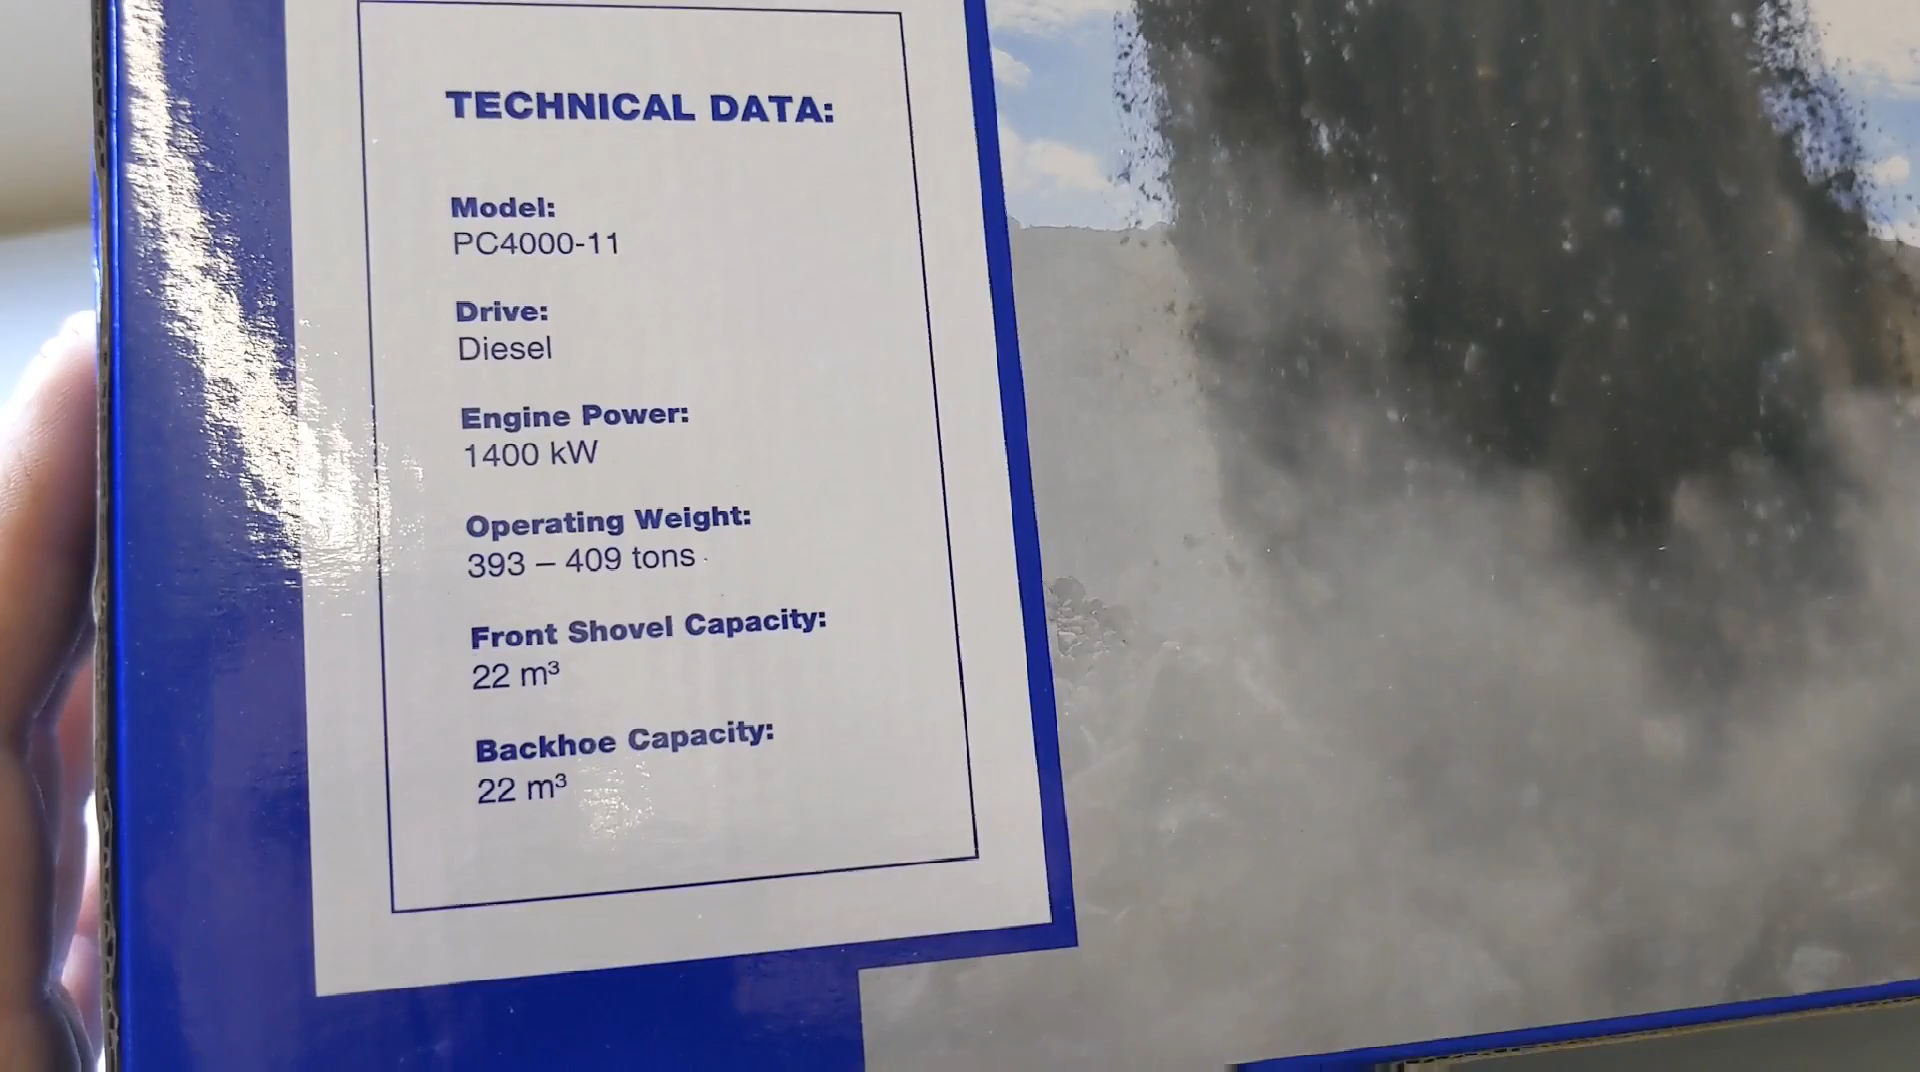 TECHNICAL DATA:
Model:
PC4000-11
Drive:
Diesel
Engine Power:
1400 kW
Operating Weight:
393 – 409 tons
Front Shovel Capacity:
22 m³
Backhoe Capacity:
22 m³